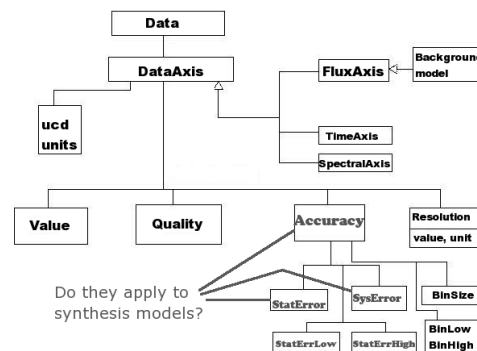 Data
DataAxis
FluxAxis
Background
model
ucd
units
TimeAxis
SpectralAxis
Value
Quality
Accuracy
Resolution
value, unit
Do they apply to
synthesis models?
StatError
SysError
BinSize
StatErrLow
StatErrHigh
BinLow
BinHigh